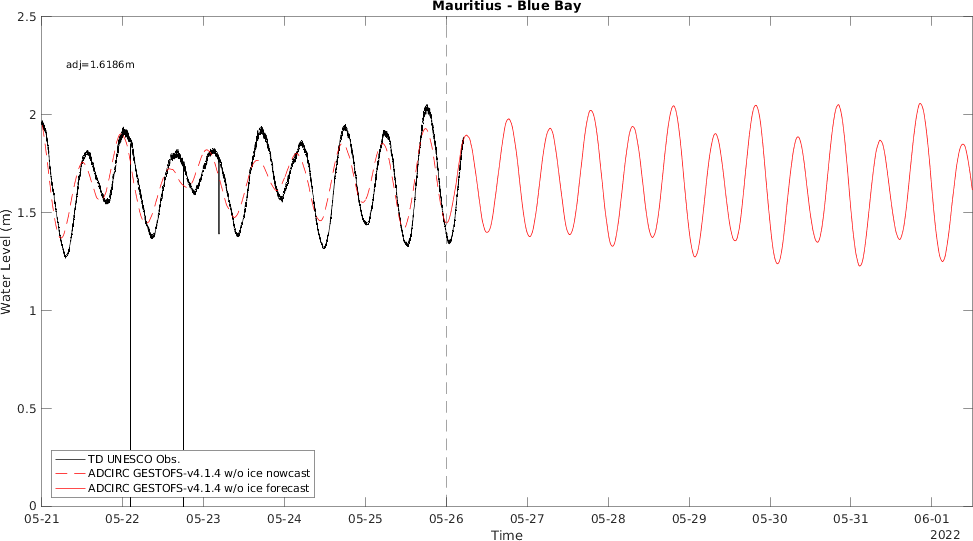 Mauritius - Blue Bay
adj=1.6186m
Water Level (m)
2.5
2
1.5
1
0.5
0
TD UNESCO Obs.
ADCIRC GESTOFS-v4.1.4 w/o ice nowcast
ADCIRC GESTOFS-v4.1.4 w/o ice forecast
05-21 05-22 05-23 05-24 05-25 05-26 05-27 05-28 05-29 05-30 05-31 06-01
2022
Time